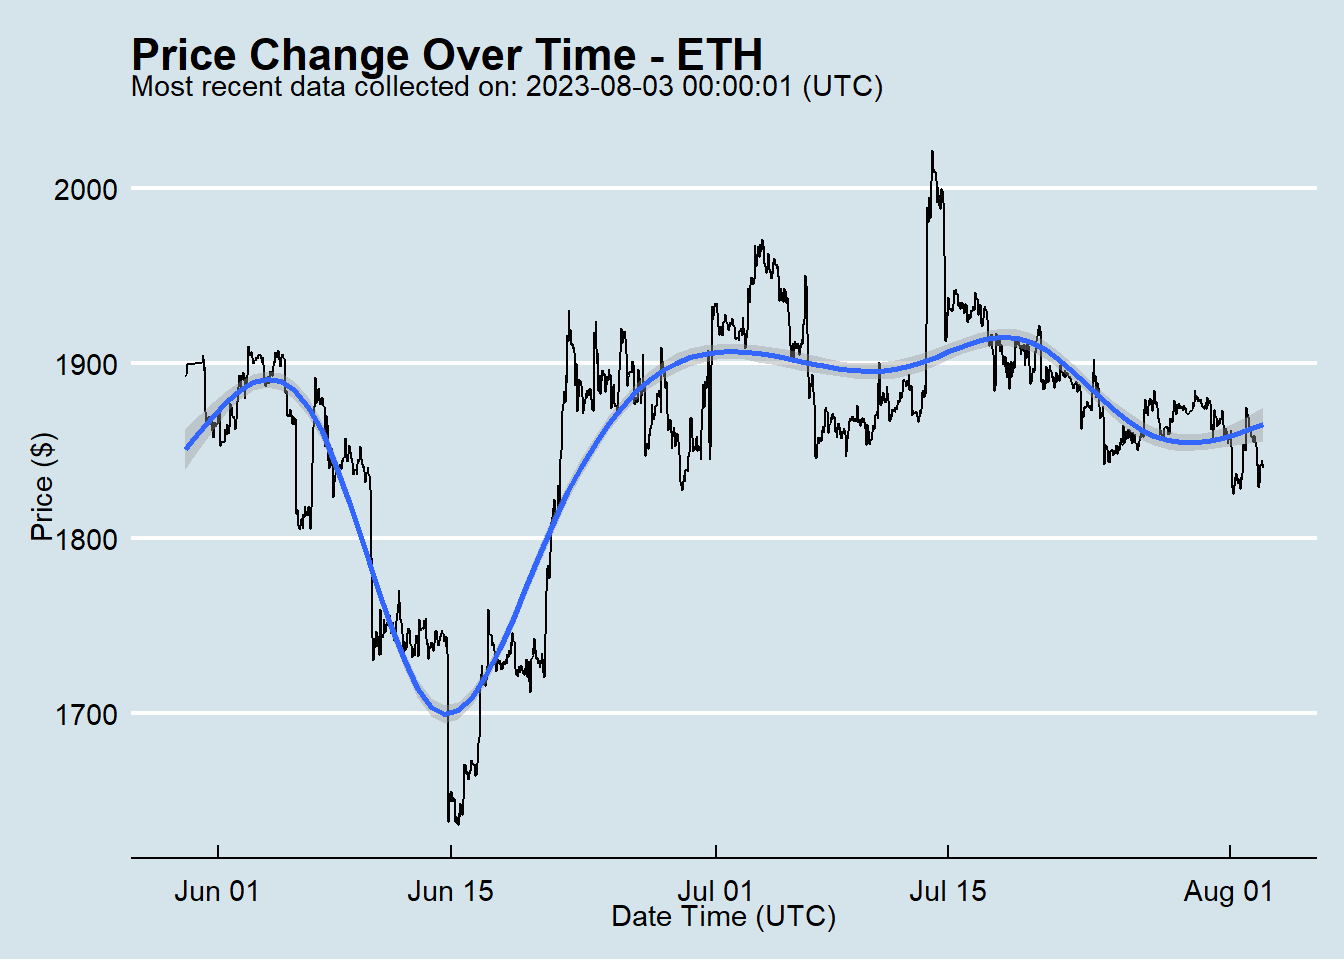 Price Change Over Time - ETH
Most recent data collected on: 2023-08-03 00:00:01 (UTC)
2000
1900
1800
1700
Price ($)
Jun 01
Jun 15
Jul 01
Jul 15
Aug 01
Date Time (UTC)